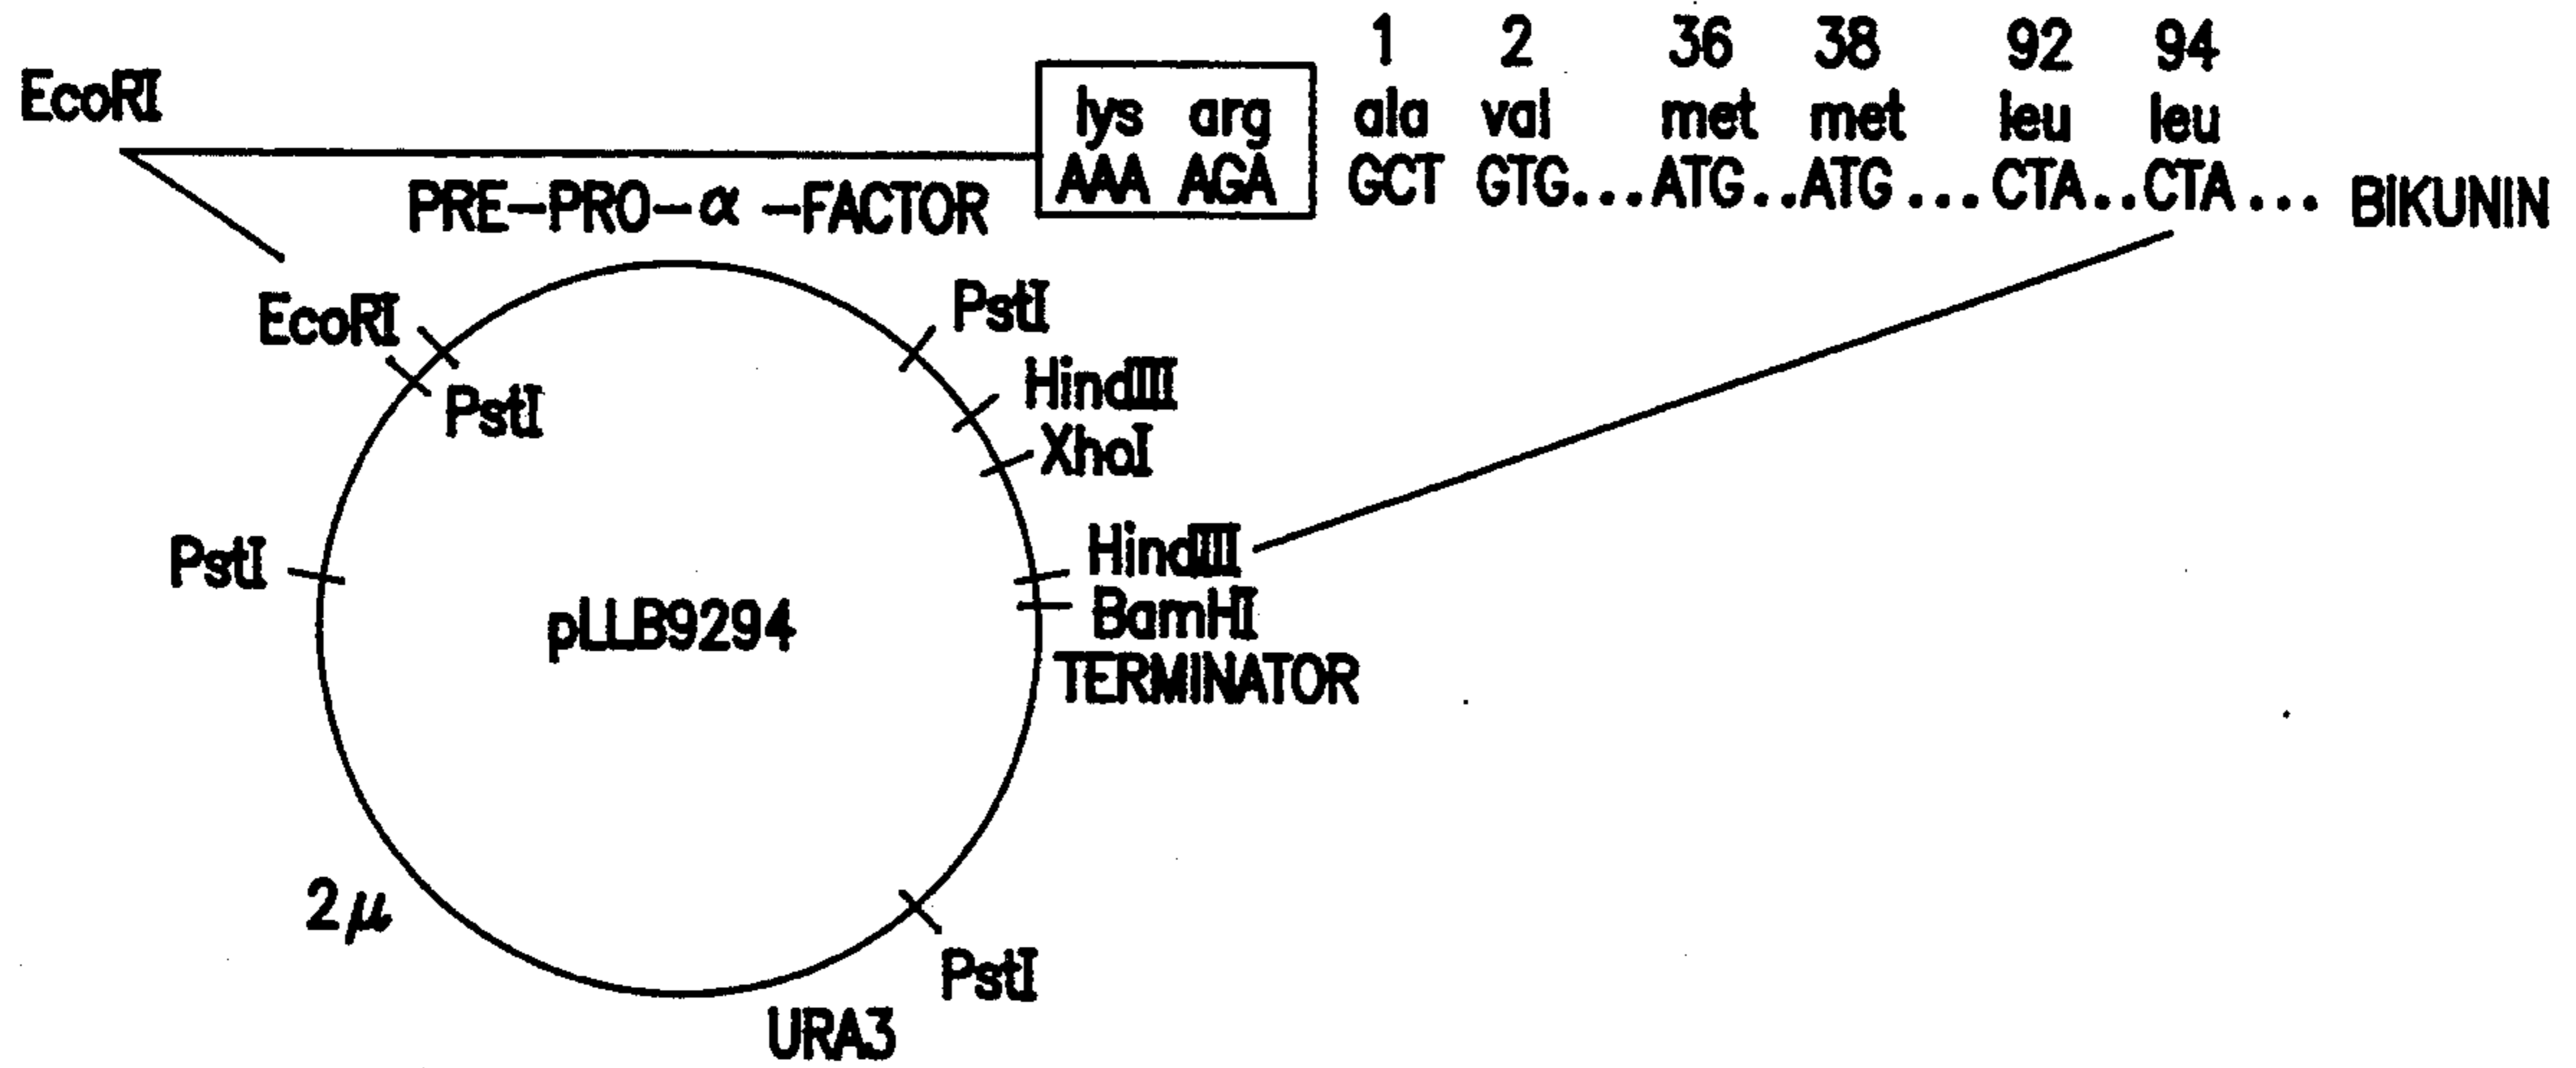 1 2 36 38 92 94
EcoRI
lys arg ala val met met leu leu
AAA AGA GCT GTG...ATG..ATG...CTA..CTA... BIKUNIN
PRE-PRO-α-FACTOR
EcoRI
PstI
PstI
HindIII
XhoI
PstI
HindIII
BamHI
TERMINATOR
pLLB9294
2μ
PstI
URA3